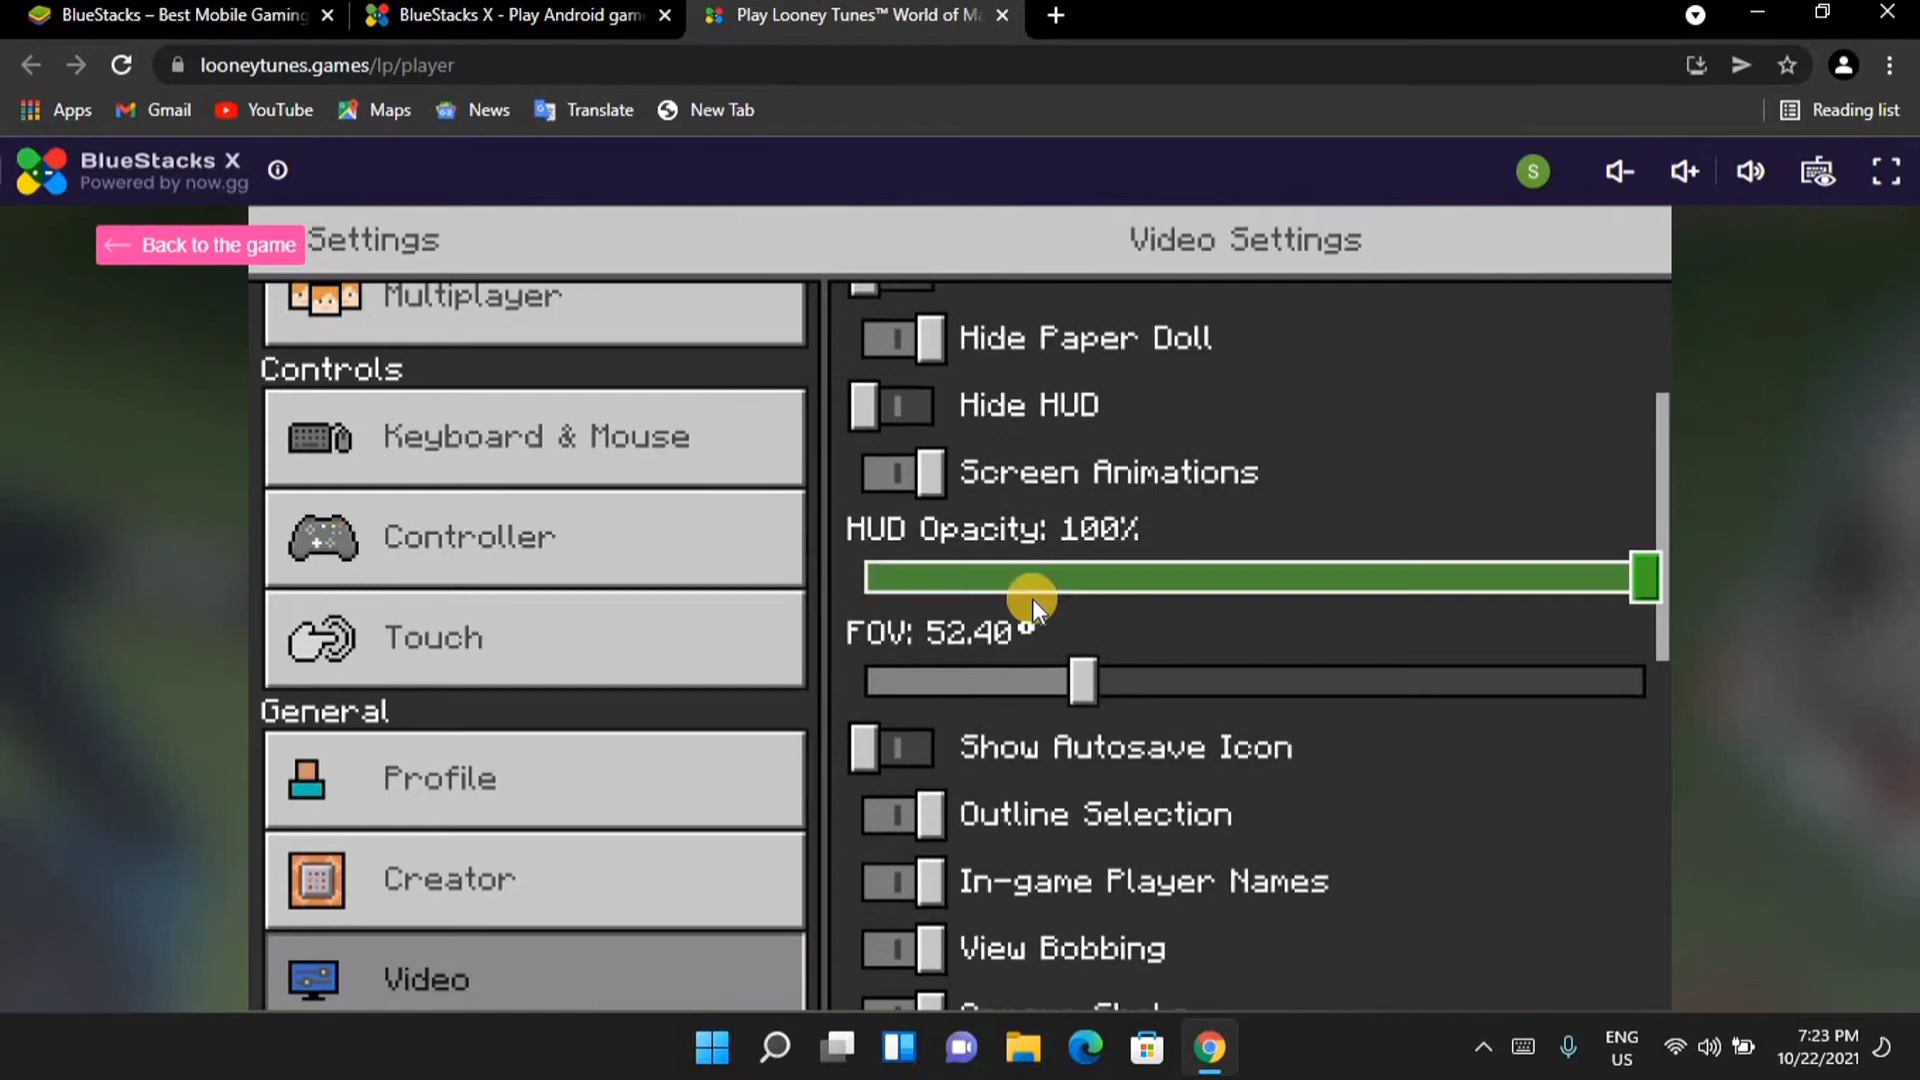 BlueStacks – Best Mobile Gaming
BlueStacks X - Play Android gam
Play Looney Tunes™ World of Ma
looneytunes.games/lp/player
Apps
Gmail
YouTube
Maps
News
Translate
New Tab
Reading list
BlueStacks X
Powered by now.gg
S
Back to the game
Settings
Video Settings
Multiplayer
Controls
Keyboard & Mouse
Controller
Touch
General
Profile
Creator
Video
Hide Paper Doll
Hide HUD
Screen Animations
HUD Opacity: 100%
FOV: 52.40°
Show Autosave Icon
Outline Selection
In-game Player Names
View Bobbing
ENG
US
7:23 PM
10/22/2021